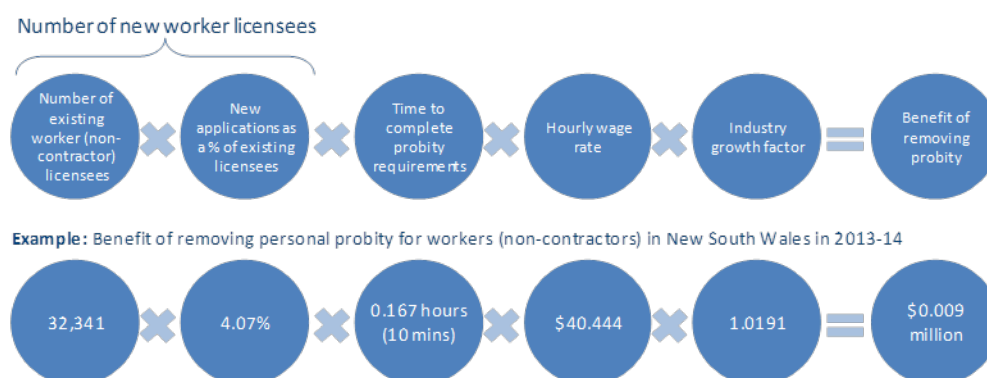 Number of new worker licensees
Number of
existing
worker (non-
contractor)
licensees
New
applications as
a % of existing
licensees
Time to
complete
probity
requirements
Hourly wage
rate
Industry
growth factor
Benefit of
removing
probity
Example: Benefit of removing personal probity for workers (non-contractors) in New South Wales in 2013-14
32,341
4.07%
0.167 hours
(10 mins)
$40.444
1.0191
$0.009
million